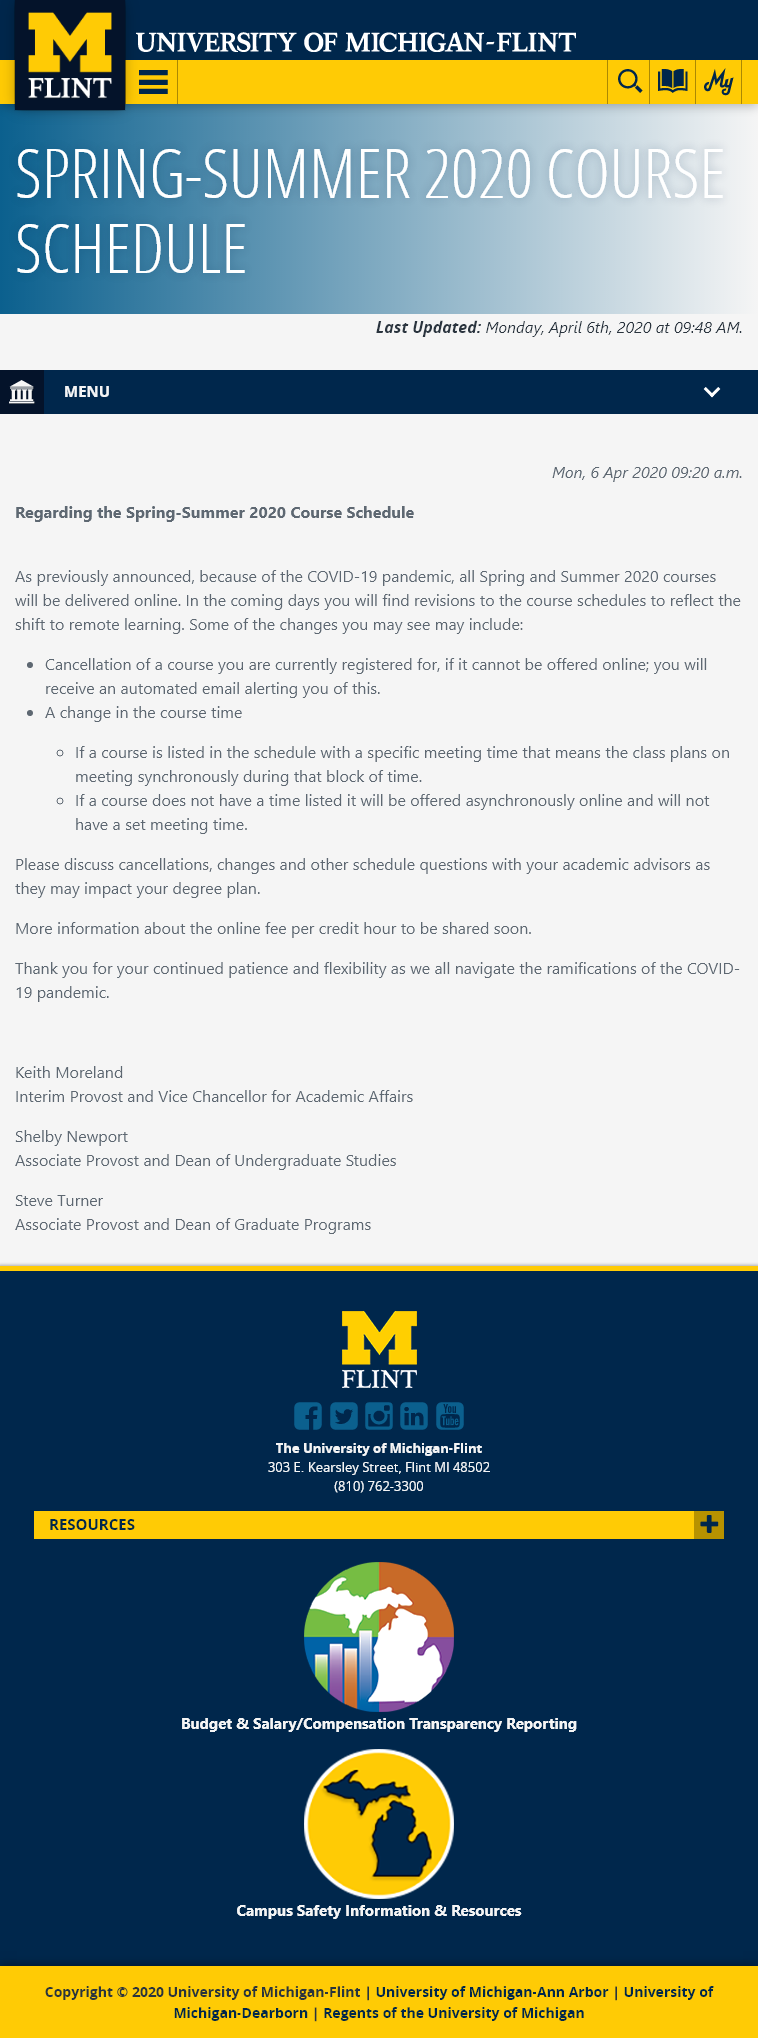 M
FLINT
UNIVERSITY OF MICHIGAN-FLINT
My
SPRING-SUMMER 2020 COURSE
SCHEDULE
Last Updated: Monday, April 6th, 2020 at 09:48 AM.
MENU
Mon, 6 Apr 2020 09:20 a.m.
Regarding the Spring-Summer 2020 Course Schedule
As previously announced, because of the COVID-19 pandemic, all Spring and Summer 2020 courses
will be delivered online. In the coming days you will find revisions to the course schedules to reflect the
shift to remote learning. Some of the changes you may see may include:
• Cancellation of a course you are currently registered for, if it cannot be offered online; you will
receive an automated email alerting you of this.
• A change in the course time
◦ If a course is listed in the schedule with a specific meeting time that means the class plans on
meeting synchronously during that block of time.
◦ If a course does not have a time listed it will be offered asynchronously online and will not
have a set meeting time.
Please discuss cancellations, changes and other schedule questions with your academic advisors as
they may impact your degree plan.
More information about the online fee per credit hour to be shared soon.
Thank you for your continued patience and flexibility as we all navigate the ramifications of the COVID-
19 pandemic.
Keith Moreland
Interim Provost and Vice Chancellor for Academic Affairs
Shelby Newport
Associate Provost and Dean of Undergraduate Studies
Steve Turner
Associate Provost and Dean of Graduate Programs
M
FLINT
You Tube
The University of Michigan-Flint
303 E. Kearsley Street, Flint MI 48502
(810) 762-3300
RESOURCES
Budget & Salary/Compensation Transparency Reporting
Campus Safety Information & Resources
Copyright © 2020 University of Michigan-Flint | University of Michigan-Ann Arbor | University of
Michigan-Dearborn | Regents of the University of Michigan